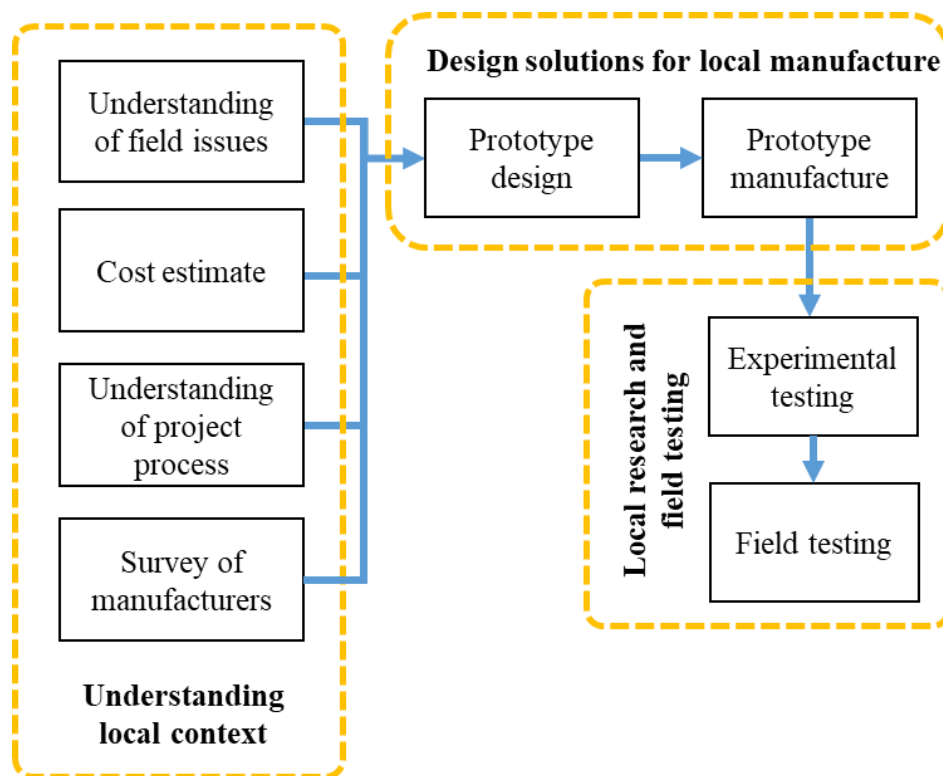 Understanding
of field issues
Cost estimate
Understanding
of project
process
Survey of
manufacturers
Understanding
local context
Design solutions for local manufacture
Prototype
design
Prototype
manufacture
Local research and
field testing
Experimental
testing
Field testing